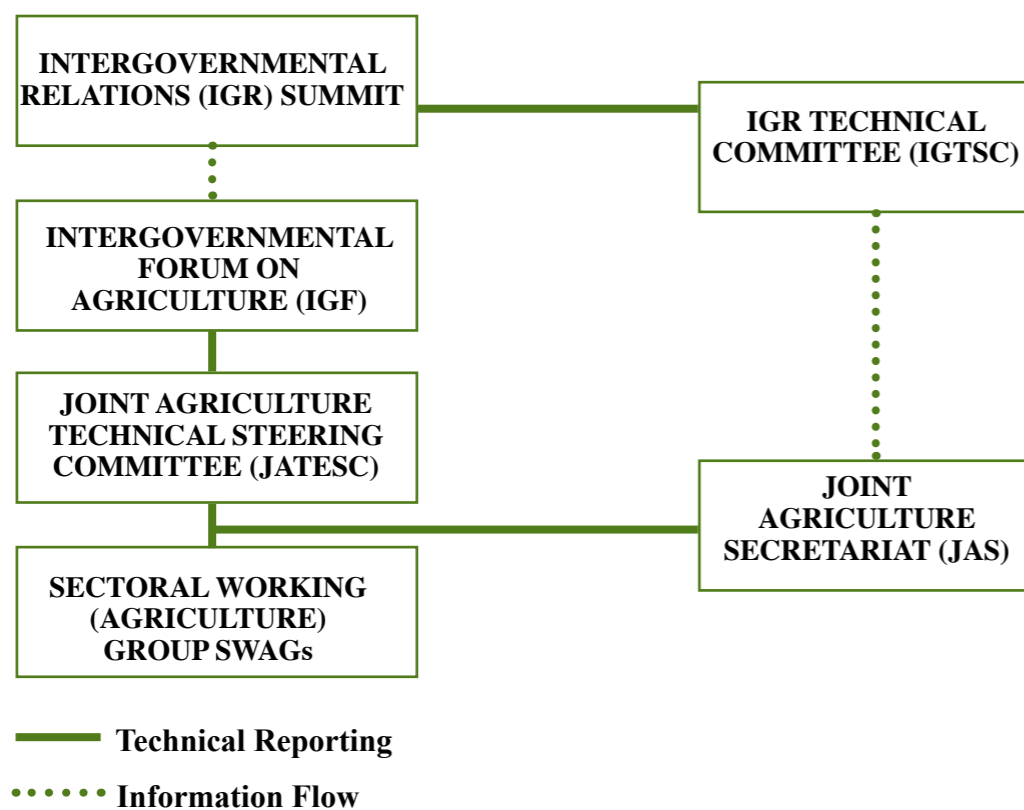 INTERGOVERNMENTAL
RELATIONS (IGR) SUMMIT
IGR TECHNICAL
COMMITTEE (IGTSC)
INTERGOVERNMENTAL
FORUM ON
AGRICULTURE (IGF)
JOINT AGRICULTURE
TECHNICAL STEERING
COMMITTEE (JATESC)
JOINT
AGRICULTURE
SECRETARIAT (JAS)
SECTORAL WORKING
(AGRICULTURE)
GROUP SWAGs
Technical Reporting
Information Flow